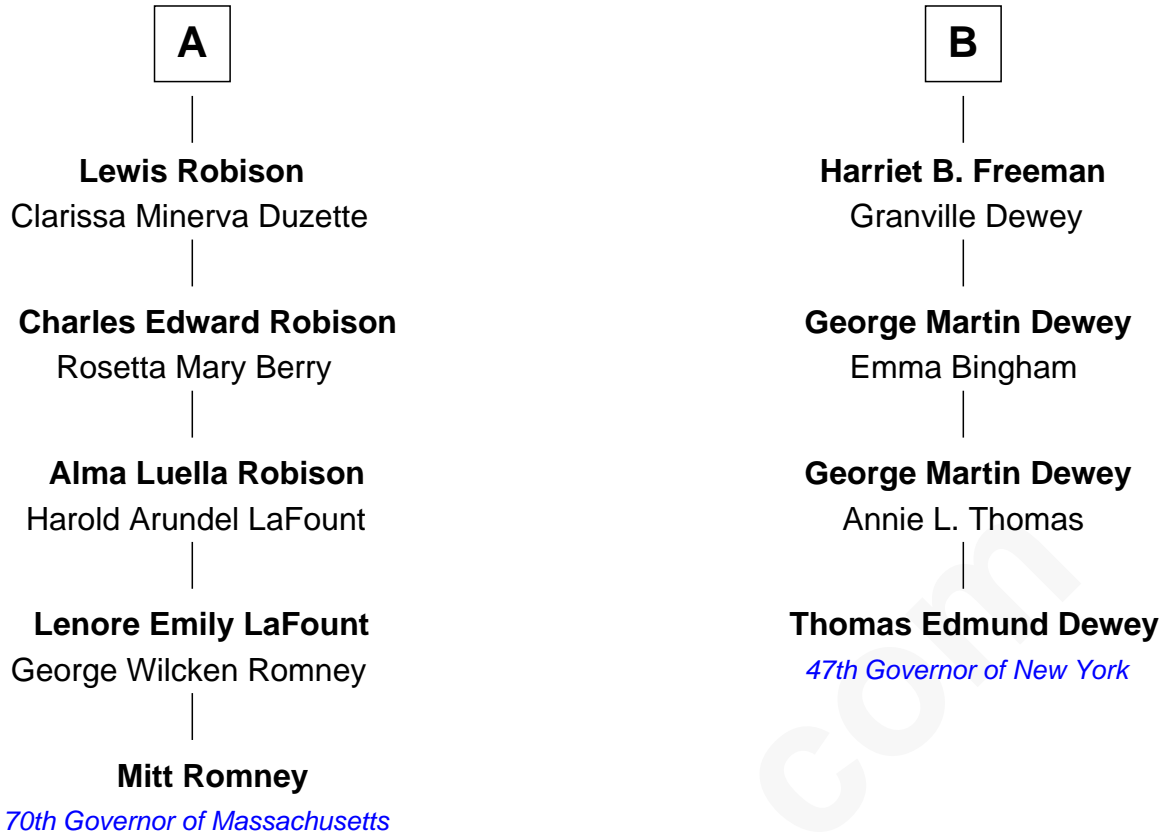 A
Lewis Robison
Clarissa Minerva Duzette
Charles Edward Robison
Rosetta Mary Berry
Alma Luella Robison
Harold Arundel LaFount
Lenore Emily LaFount
George Wilcken Romney
Mitt Romney
70th Governor of Massachusetts
B
Harriet B. Freeman
Granville Dewey
George Martin Dewey
Emma Bingham
George Martin Dewey
Annie L. Thomas
Thomas Edmund Dewey
47th Governor of New York
com